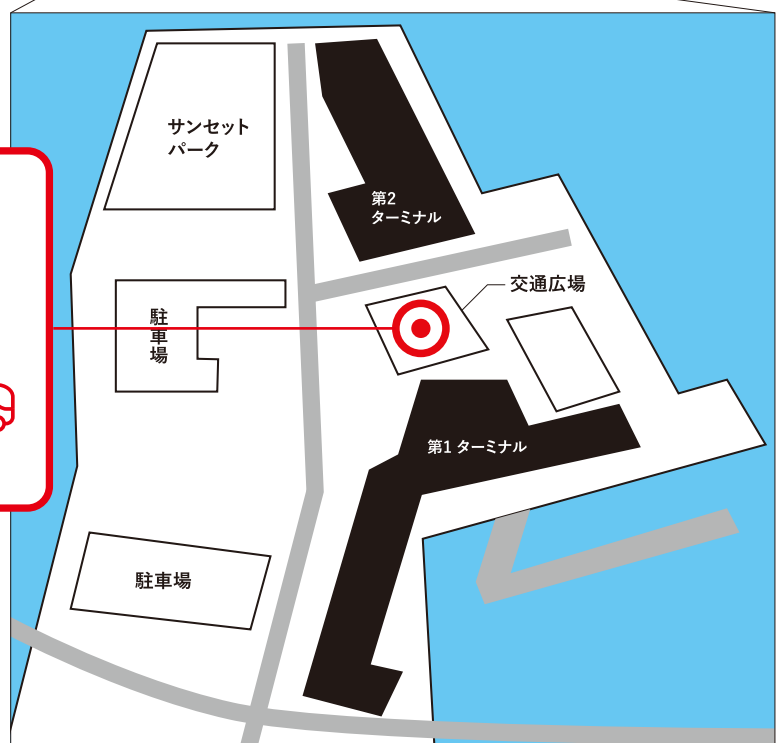 サンセット
パーク
第2
ターミナル
交通広場
駐車場
第1 ターミナル
駐車場